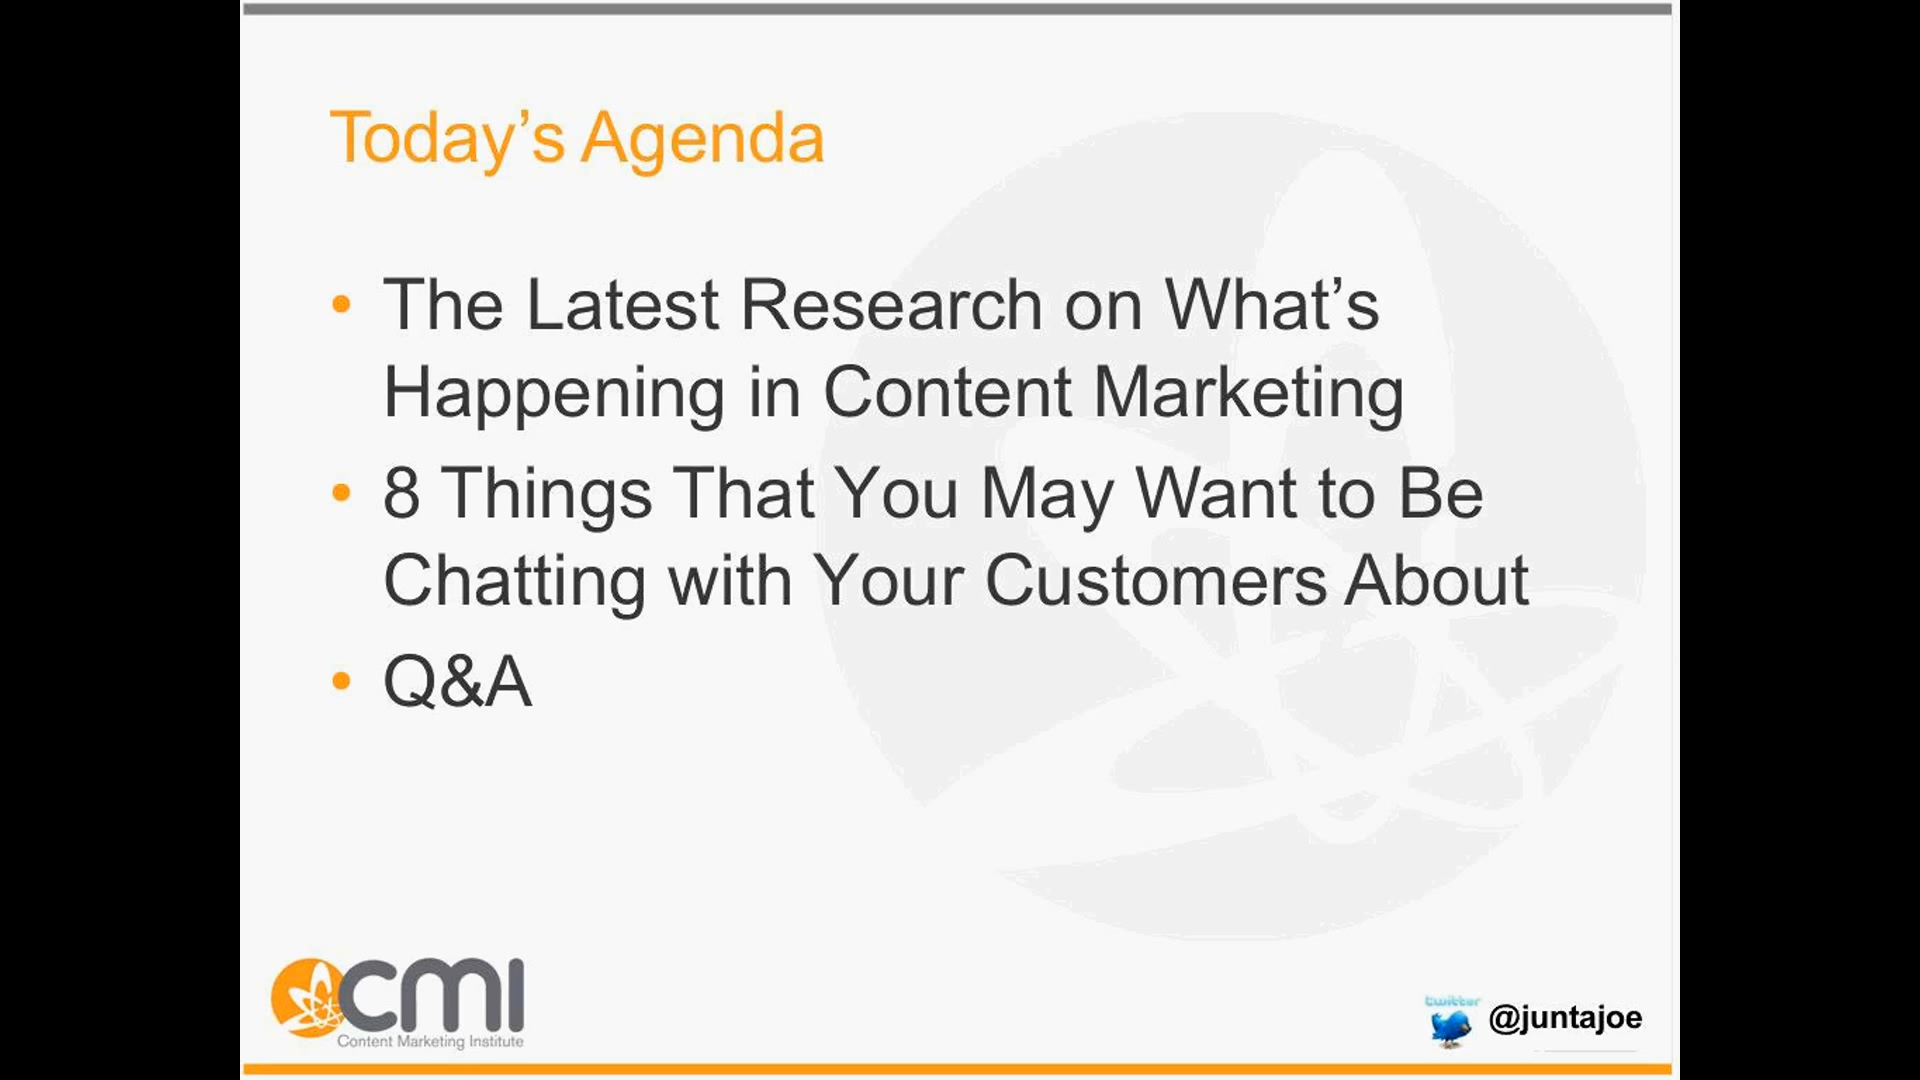 Today’s Agenda
• The Latest Research on What’s
Happening in Content Marketing
• 8 Things That You May Want to Be
Chatting with Your Customers About
• Q&A
CMI
Content Marketing Institute
twitter
@juntajoe